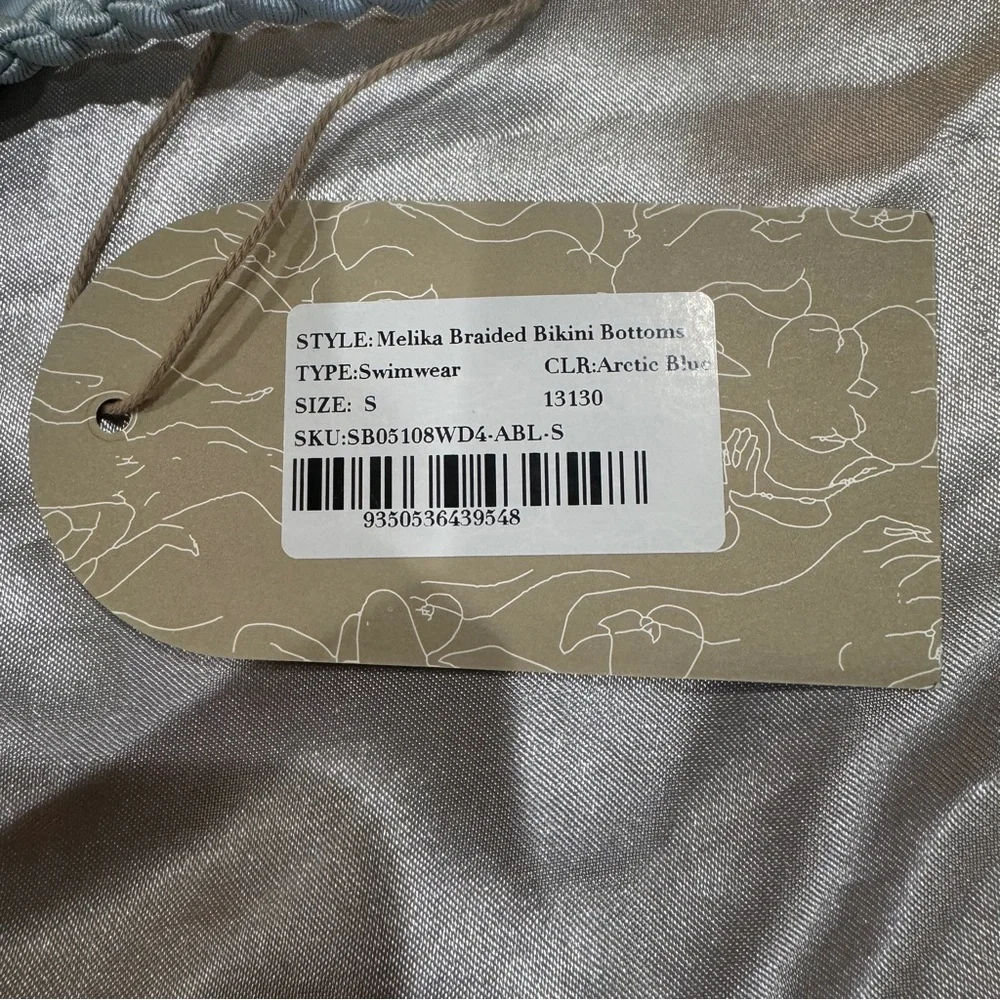 STYLE: Melika Braided Bikini Bottoms
TYPE:Swimwear CLR:Arctic Blue
SIZE: S 13130
SKU:SB05108WD4-ABL-S
9350536439548